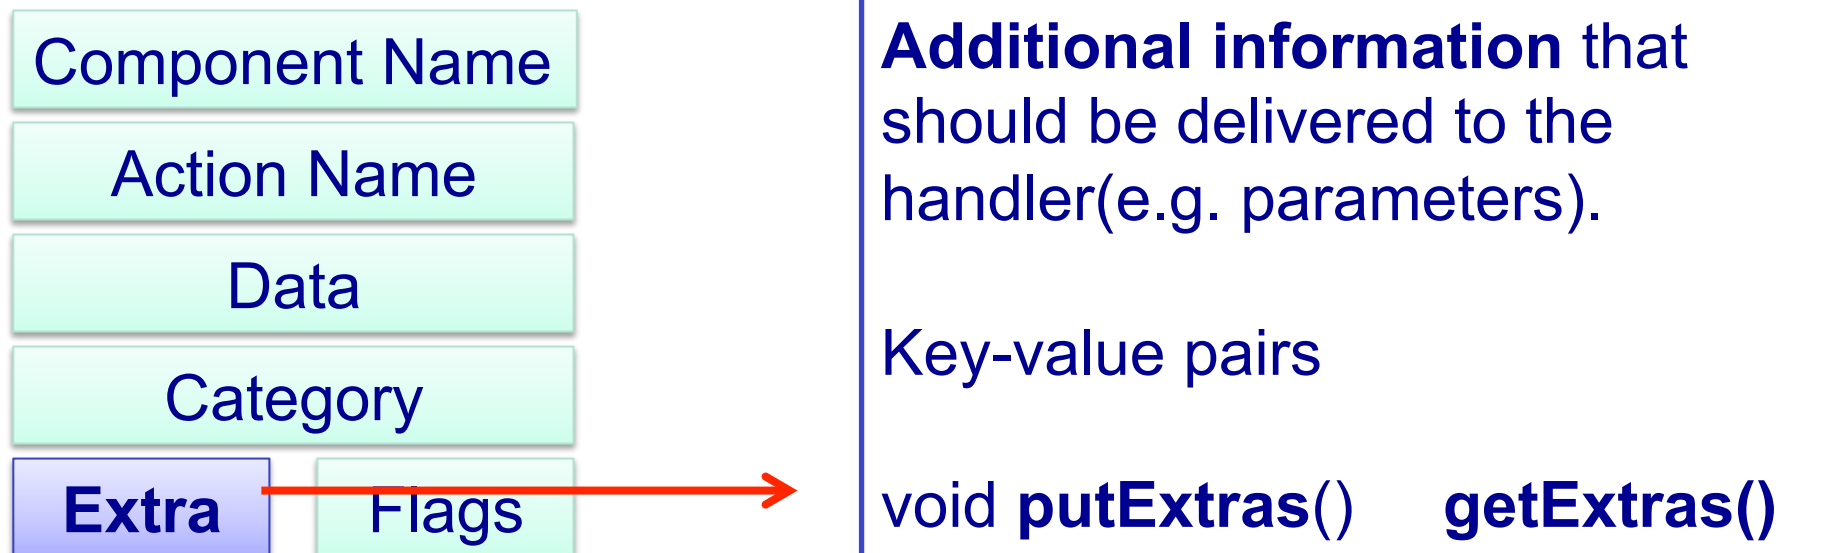 Component Name
Action Name
Data
Category
Extra
Flags
Additional information that
should be delivered to the
handler(e.g. parameters).
Key-value pairs
void putExtras() getExtras()